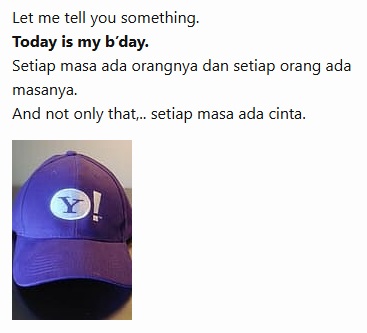 Let me tell you something.
Today is my b'day.
Setiap masa ada orangnya dan setiap orang ada
masanya.
And not only that,.. setiap masa ada cinta.
Y!